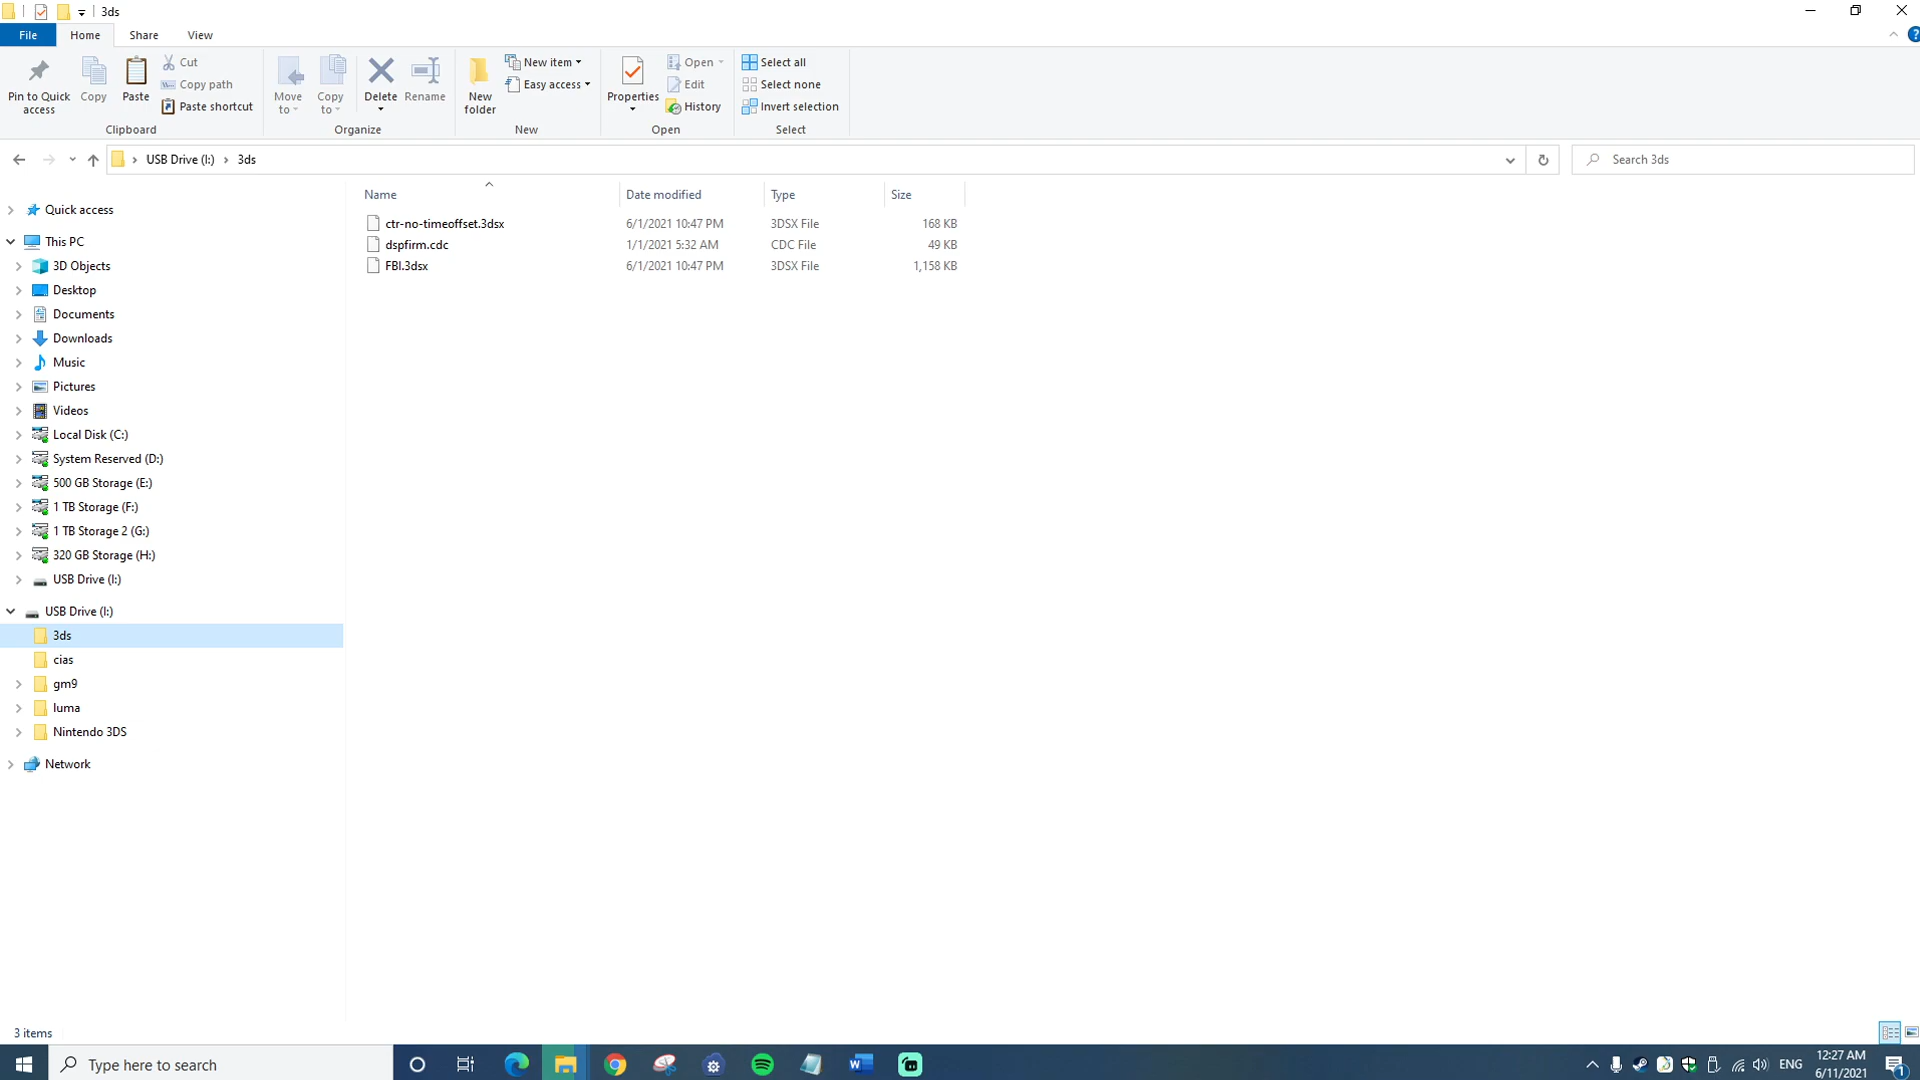 3ds
File
Home
Share
View
Pin to Quick access
Copy
Paste
Cut
Copy path
Paste shortcut
Clipboard
Move to
Copy to
Delete
Rename
Organize
New folder
New item
Easy access
New
Properties
Open
Edit
History
Open
Select all
Select none
Invert selection
Select
USB Drive (I:) › 3ds
Search 3ds
Name Date modified Type Size
ctr-no-timeoffset.3dsx 6/1/2021 10:47 PM 3DSX File 168 KB
dspfirm.cdc 1/1/2021 5:32 AM CDC File 49 KB
FBI.3dsx 6/1/2021 10:47 PM 3DSX File 1,158 KB
Quick access
This PC
3D Objects
Desktop
Documents
Downloads
Music
Pictures
Videos
Local Disk (C:)
System Reserved (D:)
500 GB Storage (E:)
1 TB Storage (F:)
1 TB Storage 2 (G:)
320 GB Storage (H:)
USB Drive (I:)
USB Drive (I:)
3ds
cias
gm9
luma
Nintendo 3DS
Network
3 items
Type here to search
ENG
12:27 AM
6/11/2021
1